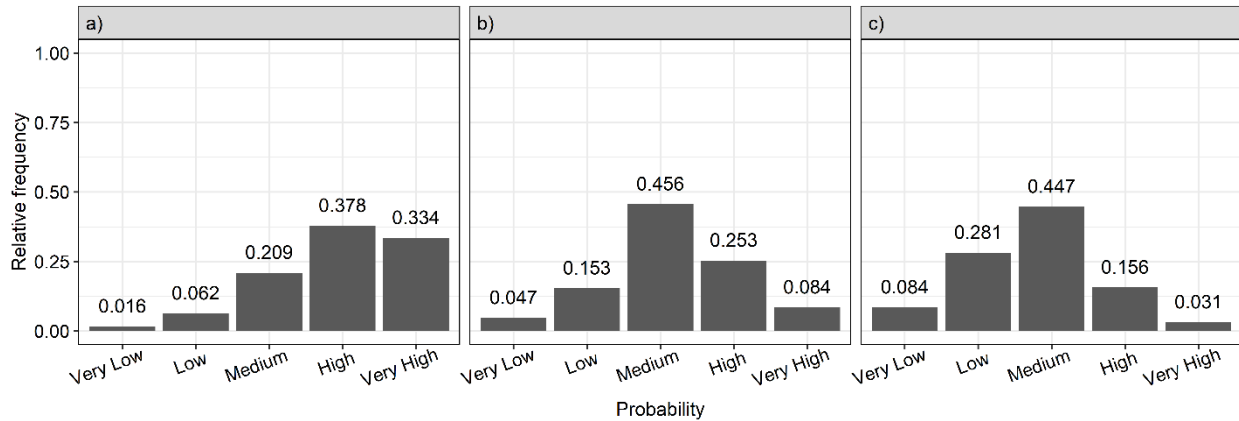 a) b) c)
Relative frequency
1.00
0.75
0.50
0.25
0.00
0.016 0.062 0.209 0.378 0.334
0.047 0.153 0.456 0.253 0.084
0.084 0.281 0.447 0.156 0.031
Very Low Low Medium High Very High
Very Low Low Medium High Very High
Very Low Low Medium High Very High
Probability